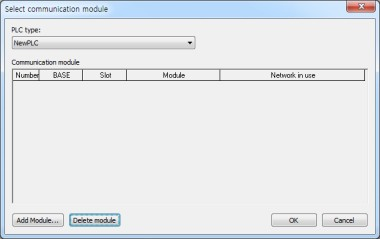 Select communication module
PLC type:
NewPLC
Communication module
Number BASE Slot Module Network in use
Add Module... Delete module OK Cancel